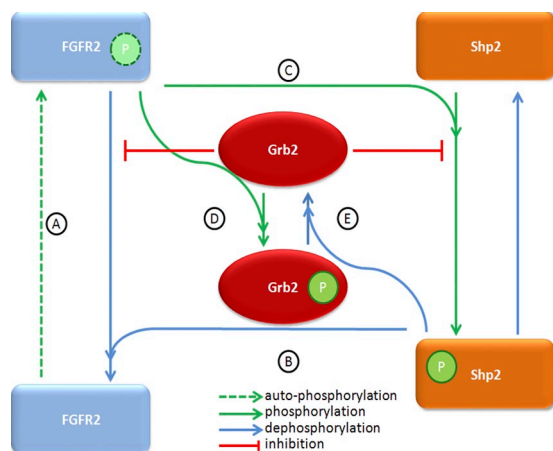 FGFR2 P
Shp2
C
Grb2
A
D
E
Grb2 P
B
P Shp2
FGFR2
auto-phosphorylation
phosphorylation
dephosphorylation
inhibition